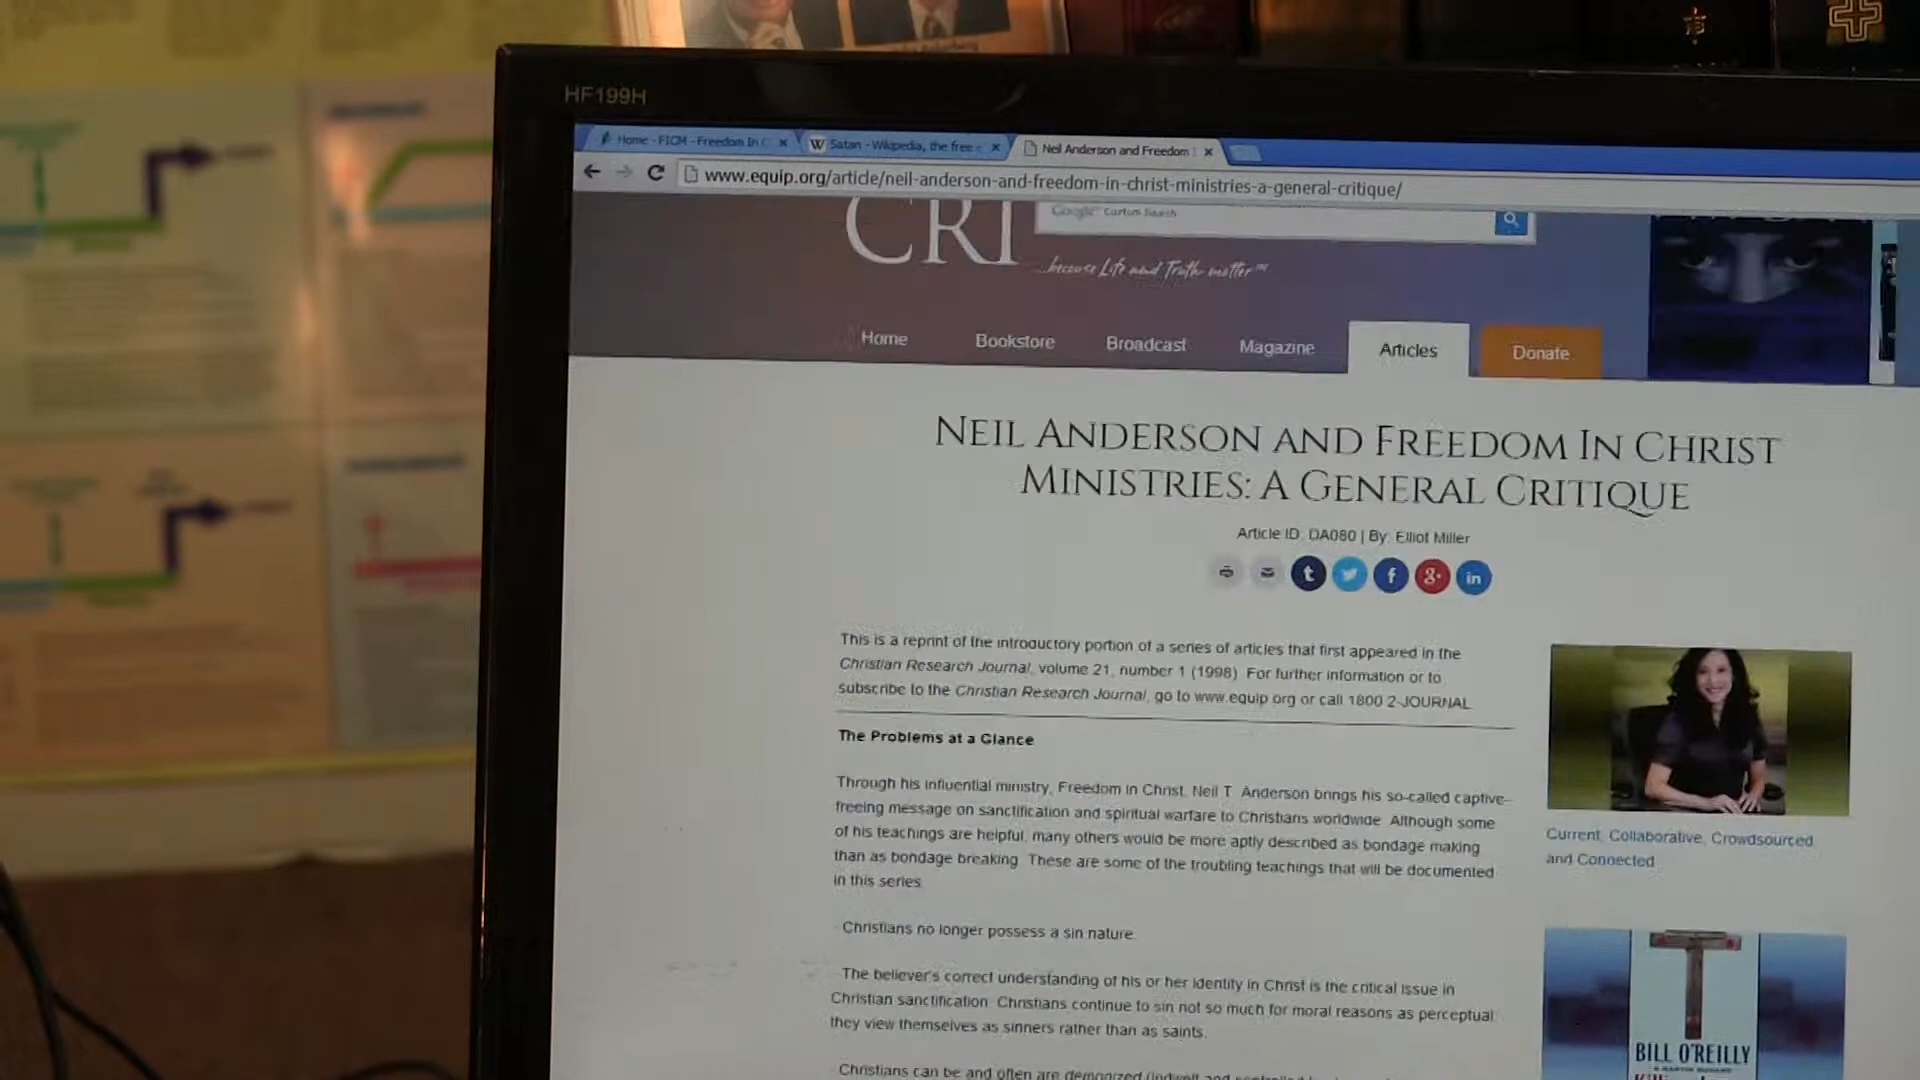 HF199H
Home - FICM - Freedom In C
Satan - Wikipedia, the free e
Neil Anderson and Freedom I
www.equip.org/article/neil-anderson-and-freedom-in-christ-ministries-a-general-critique/
CRI
Google Custom Search
...because Life and Truth matter™
Home
Bookstore
Broadcast
Magazine
Articles
Donate
NEIL ANDERSON AND FREEDOM IN CHRIST
MINISTRIES: A GENERAL CRITIQUE
Article ID: DA080 | By: Elliot Miller
This is a reprint of the introductory portion of a series of articles that first appeared in the
Christian Research Journal, volume 21, number 1 (1998). For further information or to
subscribe to the Christian Research Journal, go to www.equip.org or call 1800 2-JOURNAL
The Problems at a Glance
Through his influential ministry, Freedom in Christ, Neil T. Anderson brings his so-called captive-
freeing message on sanctification and spiritual warfare to Christians worldwide. Although some
of his teachings are helpful, many others would be more aptly described as bondage making
than as bondage breaking. These are some of the troubling teachings that will be documented
in this series.
Christians no longer possess a sin nature.
The believer's correct understanding of his or her identity in Christ is the critical issue in
Christian sanctification. Christians continue to sin not so much for moral reasons as perceptual:
they view themselves as sinners rather than as saints.
Christians can be and often are demonized
Current, Collaborative, Crowdsourced
and Connected
BILL O'REILLY